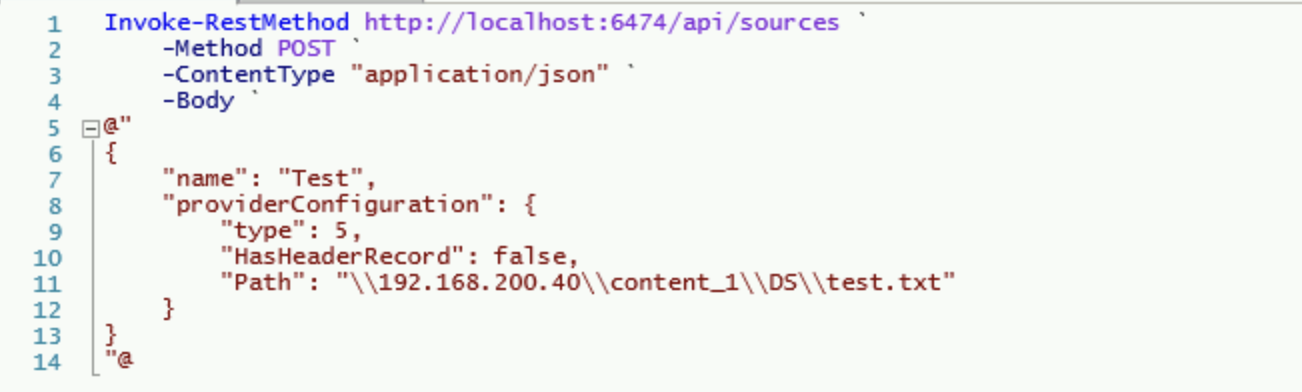 1 Invoke-RestMethod http://localhost:6474/api/sources `
2 -Method POST `
3 -ContentType "application/json" `
4 -Body `
5 @"
6 {
7 "name": "Test",
8 "providerConfiguration": {
9 "type": 5,
10 "HasHeaderRecord": false,
11 "Path": "\\192.168.200.40\\content_1\\DS\\test.txt"
12 }
13 }
14 "@